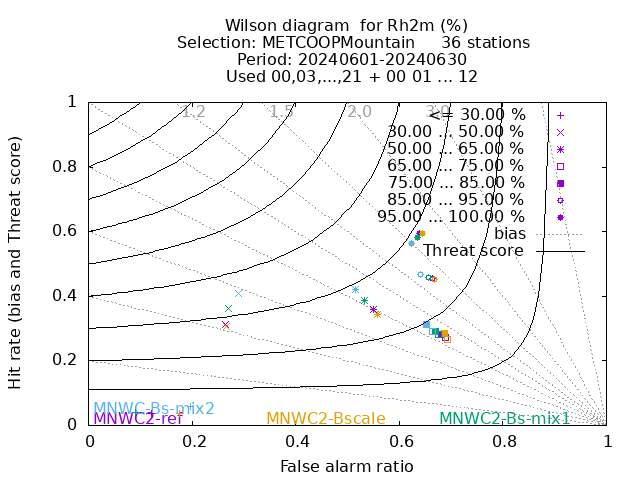 Wilson diagram  for Rh2m (%)
Selection: METCOOPMountain     36 stations
Period: 20240601-20240630
Used 00,03,...,21 + 00 01 ... 12
Hit rate (bias and Threat score)
1
0.8
0.6
0.4
0.2
0
1.2
1.5
2.0
3.0
<= 30.00 %
30.00 ... 50.00 %
50.00 ... 65.00 %
65.00 ... 75.00 %
75.00 ... 85.00 %
85.00 ... 95.00 %
95.00 ... 100.00 %
bias
Threat score
MNWC-Bs-mix2
MNWC2-ref
MNWC2-Bscale
MNWC2-Bs-mix1
0
0.2
0.4
0.6
0.8
1
False alarm ratio